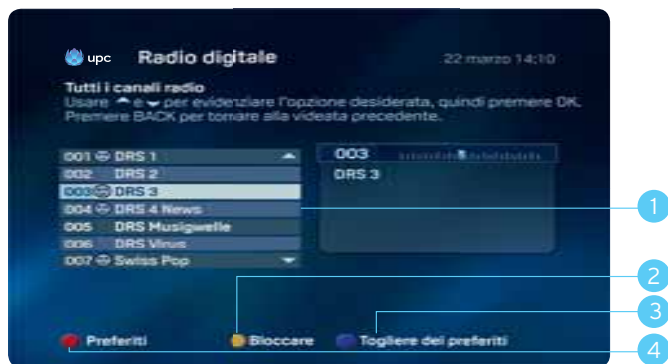 upc Radio digitale 22 marzo 14:10
Tutti i canali radio
Usare e per evidenziare l'opzione desiderata, quindi premere OK.
Premere BACK per tornare alla videata precedente.
001 DRS 1
002 DRS 2
003 DRS 3
004 DRS 4 News
005 DRS Musigwelle
006 DRS Virus
007 Swiss Pop
003
DRS 3
1
2
3
4
Preferiti Bloccare Togliere dei preferiti